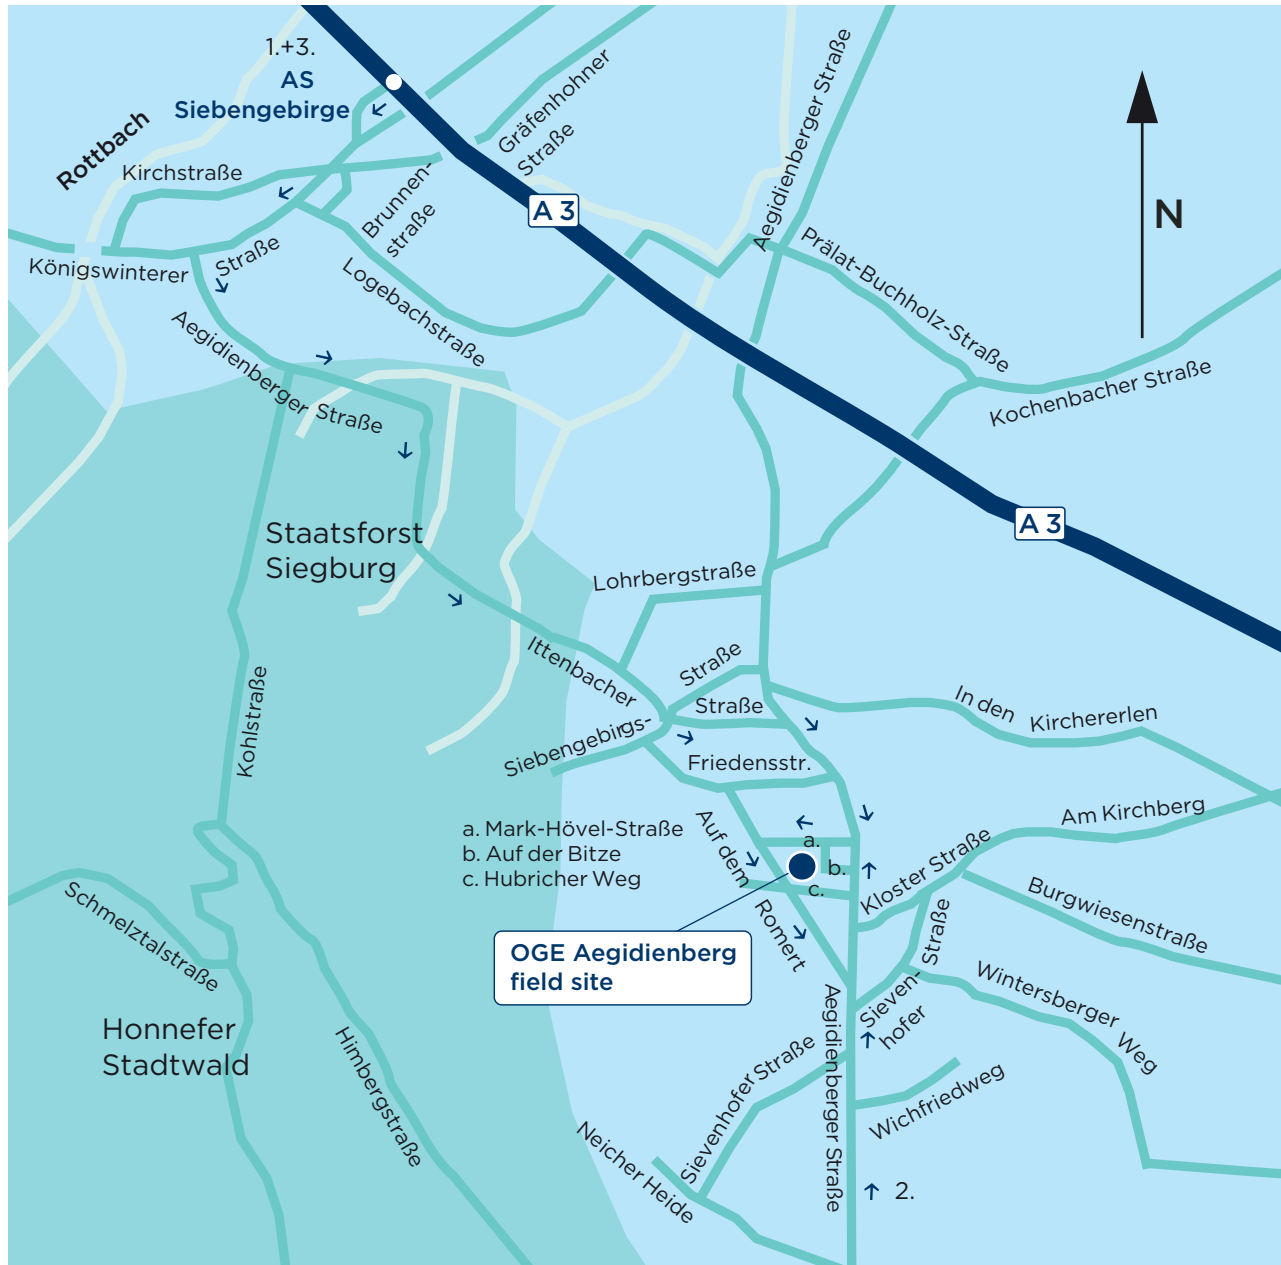 1.+3.
AS
Siebengebirge
Rottbach
Kirchstraße
Gräfenhohner
Straße
Brunnen-
straße
A 3
Aegidienberger Straße
N
Königswinterer
Straße
Logebachstraße
Prälat-Buchholz-Straße
Kochenbacher Straße
Aegidienberger Straße
Staatsforst
Siegburg
A 3
Lohrbergstraße
Ittenbacher
Straße
Siebengebirgs-
Straße
In den
Kirchererlen
Kohlstraße
Friedensstr.
a. Mark-Hövel-Straße
b. Auf der Bitze
c. Hubricher Weg
Auf dem
Romert
a.
b.
c.
Am Kirchberg
Kloster Straße
Burgwiesenstraße
Schmelztalstraße
OGE Aegidienberg
field site
Sieven-
hofer
Straße
Wintersberger
Weg
Honnefer
Stadtwald
Himbergstraße
Aegidienberger Straße
Sievenhofer Straße
Wichfriedweg
Neicher Heide
2.